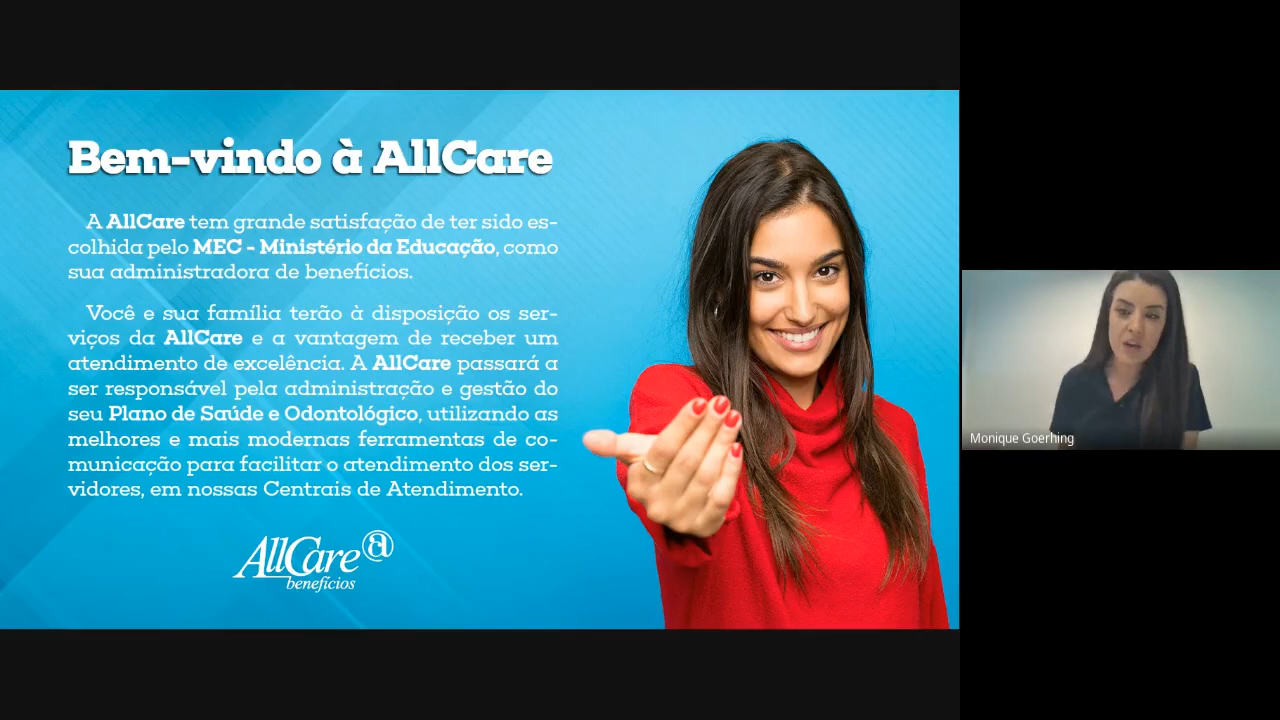 Bem-vindo à AllCare
A AllCare tem grande satisfação de ter sido es-
colhida pelo MEC - Ministério da Educação, como
sua administradora de benefícios.
Você e sua família terão à disposição os ser-
viços da AllCare e a vantagem de receber um
atendimento de excelência. A AllCare passará a
ser responsável pela administração e gestão do
seu Plano de Saúde e Odontológico, utilizando as
melhores e mais modernas ferramentas de co-
municação para facilitar o atendimento dos ser-
vidores, em nossas Centrais de Atendimento.
AllCare
benefícios
Monique Goerhing